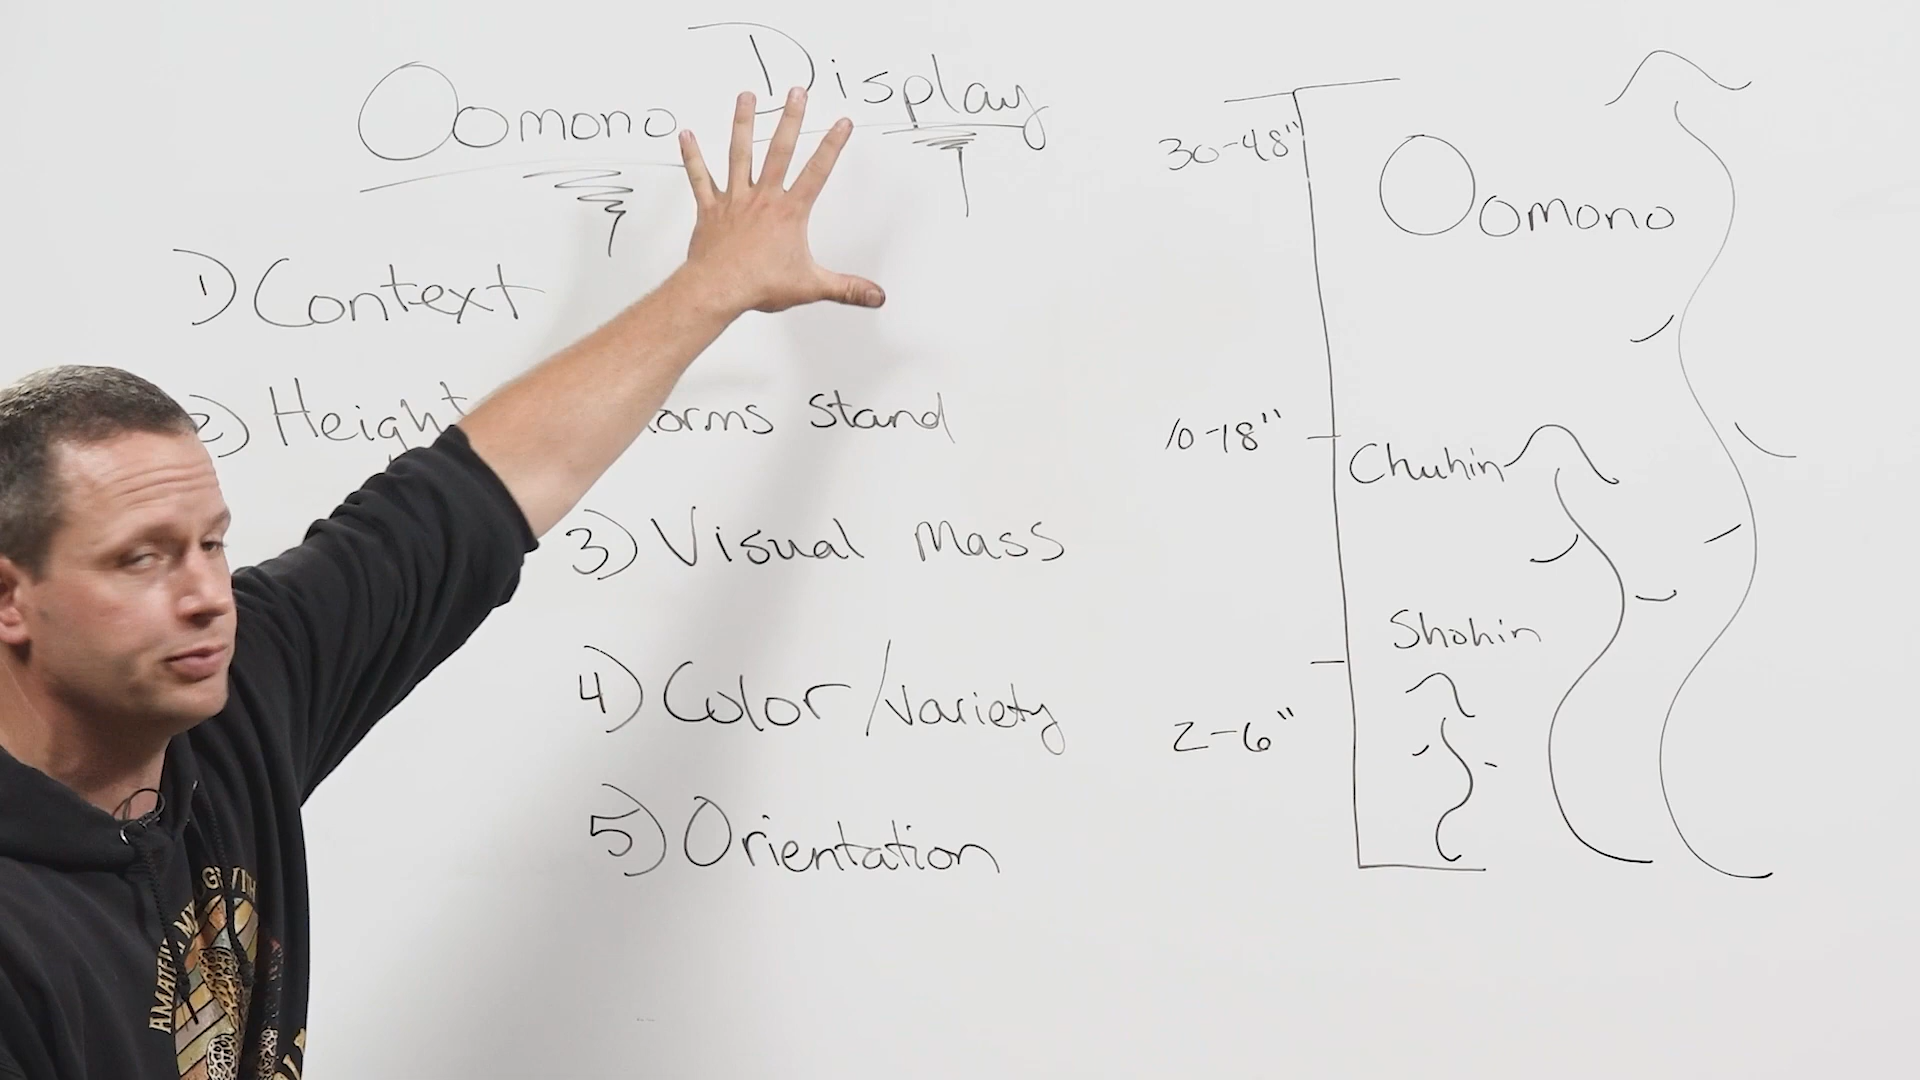 Oomono Display
1) Context
2) Height stand
3) Visual Mass
4) Color/Variety
5) Orientation
30-48"
Oomono
10-18"
Chuhin
Shohin
2-6"